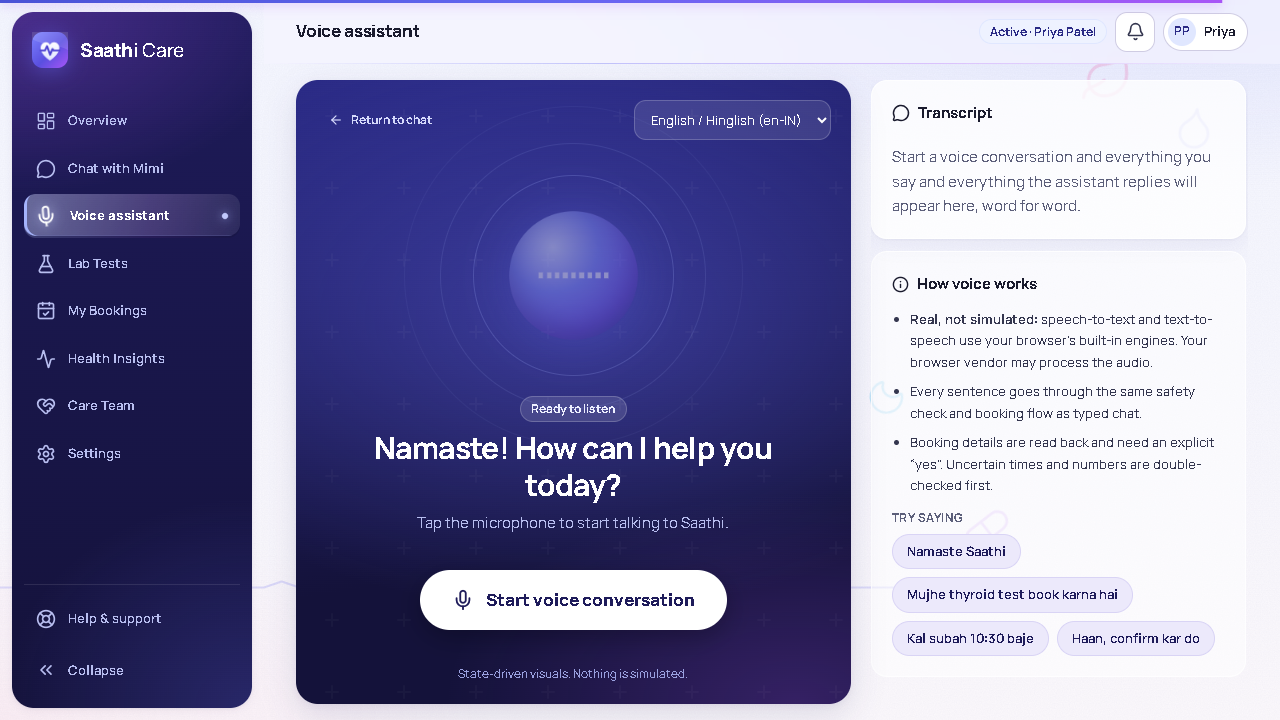 Saathi Care
Overview
Chat with Mimi
Voice assistant
Lab Tests
My Bookings
Health Insights
Care Team
Settings
Help & support
Collapse
Voice assistant
Active · Priya Patel
PP
Priya
Return to chat
English / Hinglish (en-IN)
Ready to listen
Namaste! How can I help you
today?
Tap the microphone to start talking to Saathi.
Start voice conversation
State-driven visuals. Nothing is simulated.
Transcript
Start a voice conversation and everything you
say and everything the assistant replies will
appear here, word for word.
How voice works
Real, not simulated: speech-to-text and text-to-
speech use your browser's built-in engines. Your
browser vendor may process the audio.
Every sentence goes through the same safety
check and booking flow as typed chat.
Booking details are read back and need an explicit
"yes". Uncertain times and numbers are double-
checked first.
TRY SAYING
Namaste Saathi
Mujhe thyroid test book karna hai
Kal subah 10:30 baje
Haan, confirm kar do